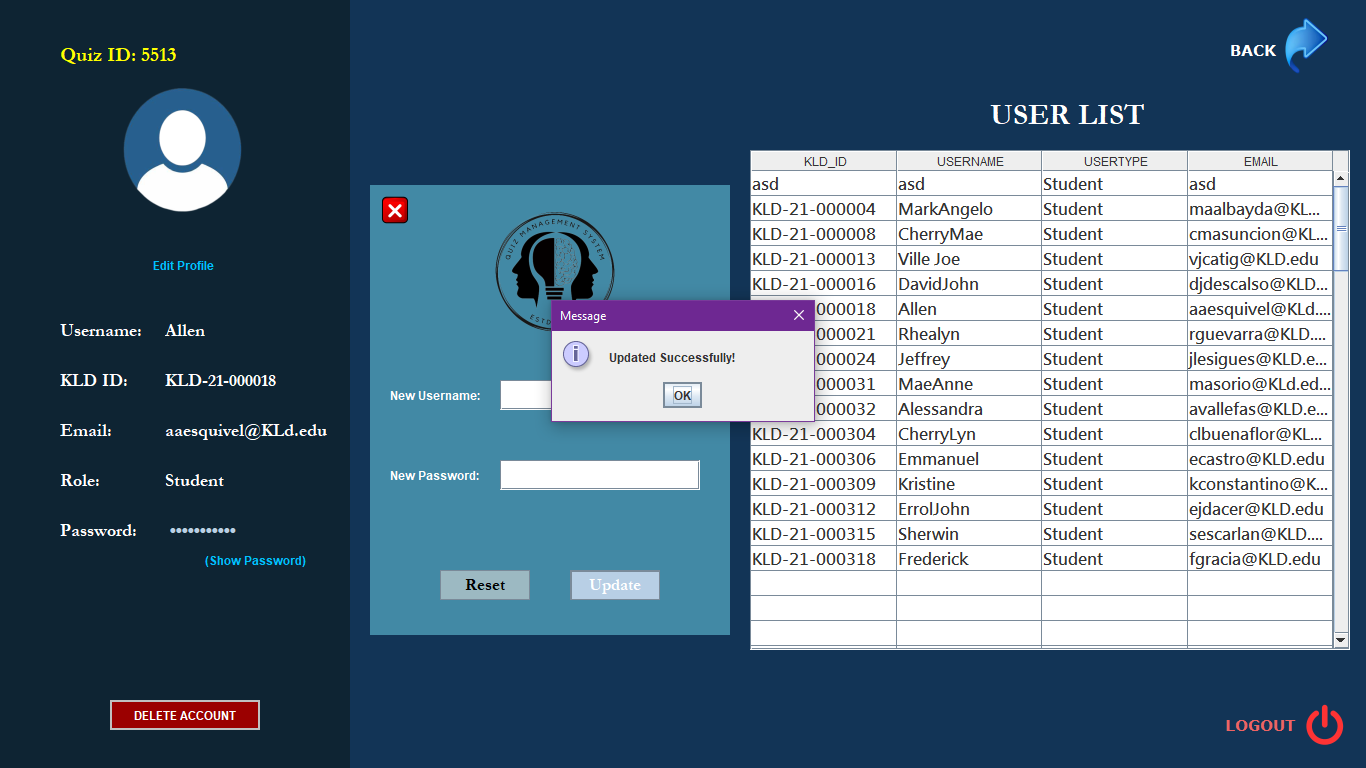 Quiz ID: 5513
Edit Profile
Username: Allen
KLD ID: KLD-21-000018
Email: aaesquivel@KLd.edu
Role: Student
Password: •••••••••••
(Show Password)
DELETE ACCOUNT
QUIZ MANAGEMENT SYSTEM
New Username:
New Password:
Reset Update
Message
Updated Successfully!
OK
BACK
USER LIST
KLD_ID USERNAME USERTYPE EMAIL
asd asd Student asd
KLD-21-000004 MarkAngelo Student maalbayda@KL...
KLD-21-000008 CherryMae Student cmasuncion@KL...
KLD-21-000013 Ville Joe Student vjcatig@KLD.edu
KLD-21-000016 DavidJohn Student djdescalso@KLD...
000018 Allen Student aaesquivel@KLd....
000021 Rhealyn Student rguevarra@KLD....
000024 Jeffrey Student jlesigues@KLD.e...
000031 MaeAnne Student masorio@KLd.ed...
000032 Alessandra Student avallefas@KLD.e...
KLD-21-000304 CherryLyn Student clbuenaflor@KL...
KLD-21-000306 Emmanuel Student ecastro@KLD.edu
KLD-21-000309 Kristine Student kconstantino@K...
KLD-21-000312 ErrolJohn Student ejdacer@KLD.edu
KLD-21-000315 Sherwin Student sescarlan@KLD....
KLD-21-000318 Frederick Student fgracia@KLD.edu
LOGOUT